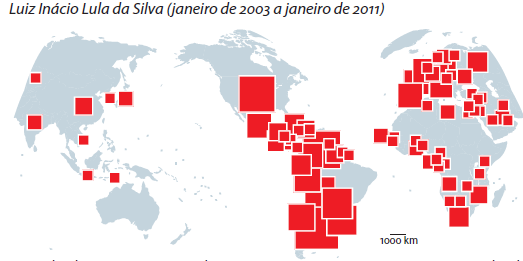 Luiz Inácio Lula da Silva (janeiro de 2003 a janeiro de 2011)
1000 km